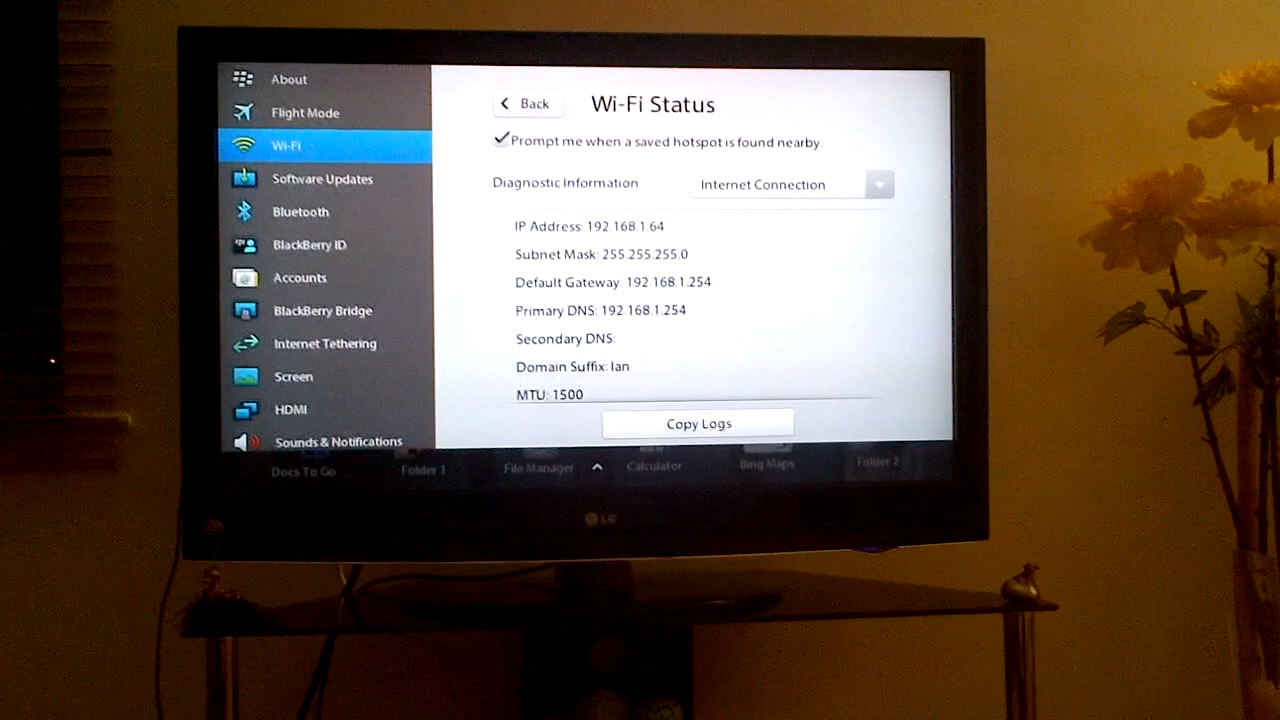 About
Flight Mode
Wi-Fi
Software Updates
Bluetooth
BlackBerry ID
Accounts
BlackBerry Bridge
Internet Tethering
Screen
HDMI
Sounds & Notifications
Back
Wi-Fi Status
Prompt me when a saved hotspot is found nearby.
Diagnostic Information
Internet Connection
IP Address: 192.168.1.64
Subnet Mask: 255.255.255.0
Default Gateway: 192.168.1.254
Primary DNS: 192.168.1.254
Secondary DNS:
Domain Suffix: lan
MTU: 1500
Copy Logs
Docs To Go
Folder 1
File Manager
Calculator
Bing Maps
Folder 2
LG